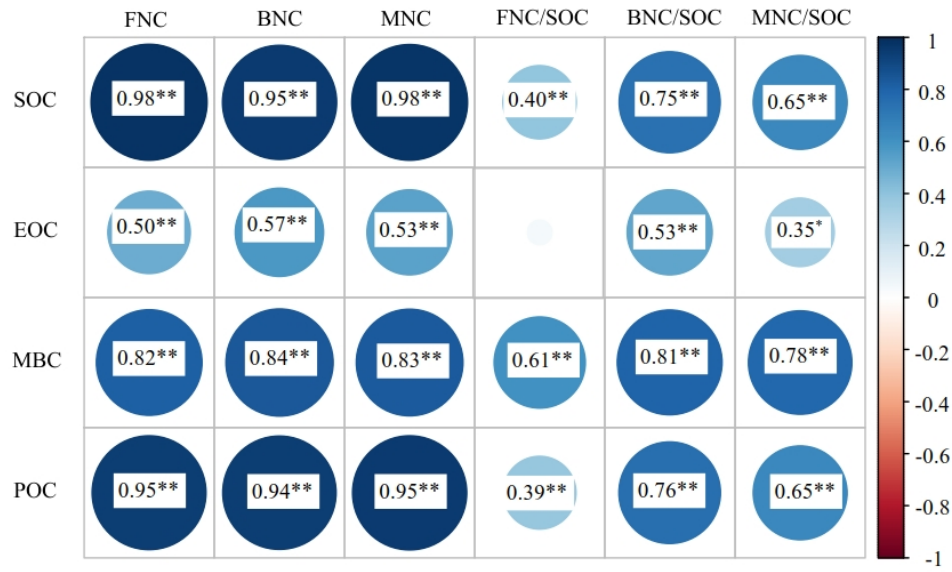 FNC BNC MNC FNC/SOC BNC/SOC MNC/SOC
SOC 0.98** 0.95** 0.98** 0.40** 0.75** 0.65**
EOC 0.50** 0.57** 0.53** 0.53** 0.35*
MBC 0.82** 0.84** 0.83** 0.61** 0.81** 0.78**
POC 0.95** 0.94** 0.95** 0.39** 0.76** 0.65**
1
0.8
0.6
0.4
0.2
0
-0.2
-0.4
-0.6
-0.8
-1